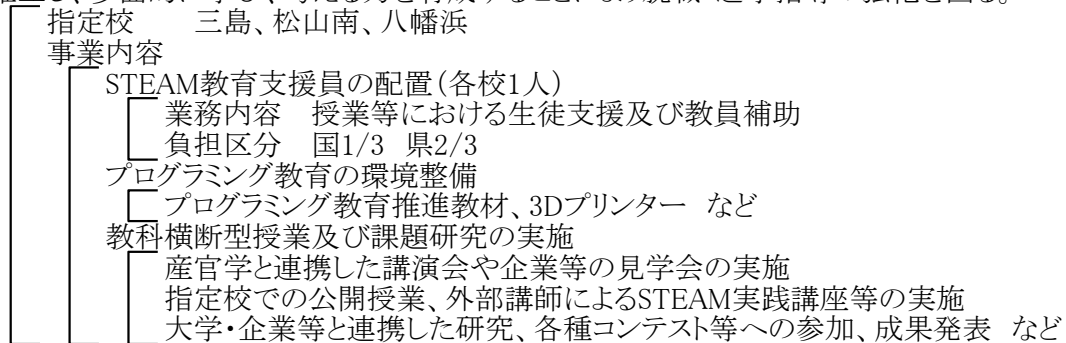 指定校　　三島、松山南、八幡浜
事業内容
STEAM教育支援員の配置(各校1人)
業務内容　授業等における生徒支援及び教員補助
負担区分　国1/3　県2/3
プログラミング教育の環境整備
プログラミング教育推進教材、3Dプリンター　など
教科横断型授業及び課題研究の実施
産官学と連携した講演会や企業等の見学会の実施
指定校での公開授業、外部講師によるSTEAM実践講座等の実施
大学・企業等と連携した研究、各種コンテスト等への参加、成果発表　など